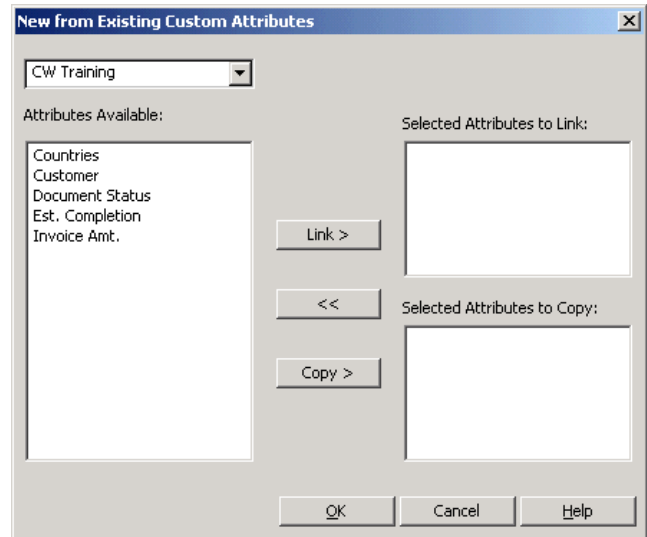 New from Existing Custom Attributes
CW Training
Attributes Available:
Countries
Customer
Document Status
Est. Completion
Invoice Amt.
Link >
<<
Copy >
Selected Attributes to Link:
Selected Attributes to Copy:
OK
Cancel
Help